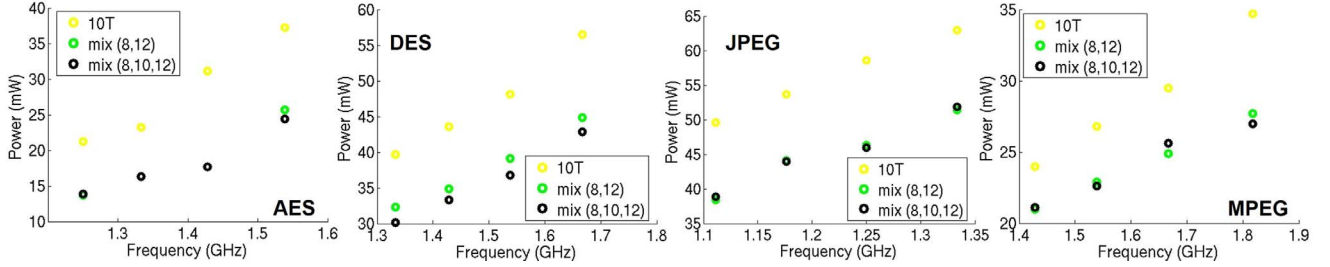 40
35
30
25
20
15
10
Power (mW)
10T
mix (8,12)
mix (8,10,12)
AES
1.3 1.4 1.5 1.6
Frequency (GHz)
60
55
50
45
40
35
30
Power (mW)
DES
10T
mix (8,12)
mix (8,10,12)
1.3 1.4 1.5 1.6 1.7 1.8
Frequency (GHz)
65
60
55
50
45
40
35
Power (mW)
JPEG
10T
mix (8,12)
mix (8,10,12)
1.1 1.15 1.2 1.25 1.3 1.35
Frequency (GHz)
35
30
25
20
Power (mW)
10T
mix (8,12)
mix (8,10,12)
MPEG
1.4 1.5 1.6 1.7 1.8 1.9
Frequency (GHz)